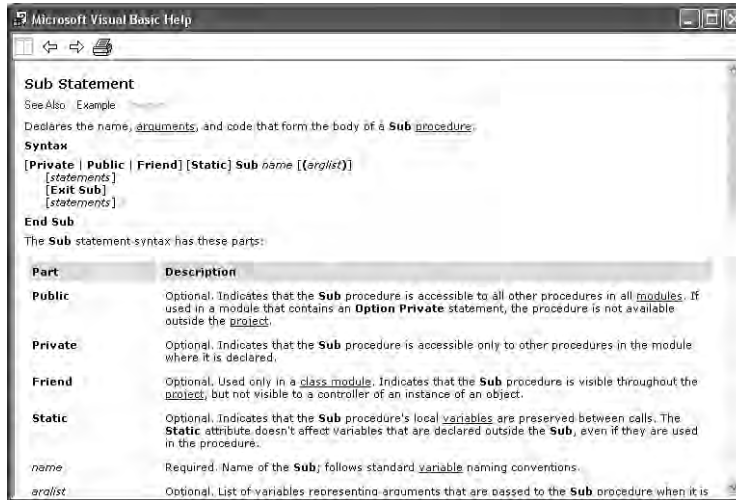 Microsoft Visual Basic Help
Sub Statement
See Also Example
Declares the name, arguments, and code that form the body of a Sub procedure.
Syntax
[Private | Public | Friend] [Static] Sub name [(arglist)]
[statements]
[Exit Sub]
[statements]
End Sub
The Sub statement syntax has these parts:
Part Description
Public Optional. Indicates that the Sub procedure is accessible to all other procedures in all modules. If
used in a module that contains an Option Private statement, the procedure is not available
outside the project.
Private Optional. Indicates that the Sub procedure is accessible only to other procedures in the module
where it is declared.
Friend Optional. Used only in a class module. Indicates that the Sub procedure is visible throughout the
project, but not visible to a controller of an instance of an object.
Static Optional. Indicates that the Sub procedure's local variables are preserved between calls. The
Static attribute doesn't affect variables that are declared outside the Sub, even if they are used
in the procedure.
name Required. Name of the Sub; follows standard variable naming conventions.
arglist Optional. List of variables representing arguments that are passed to the Sub procedure when it is